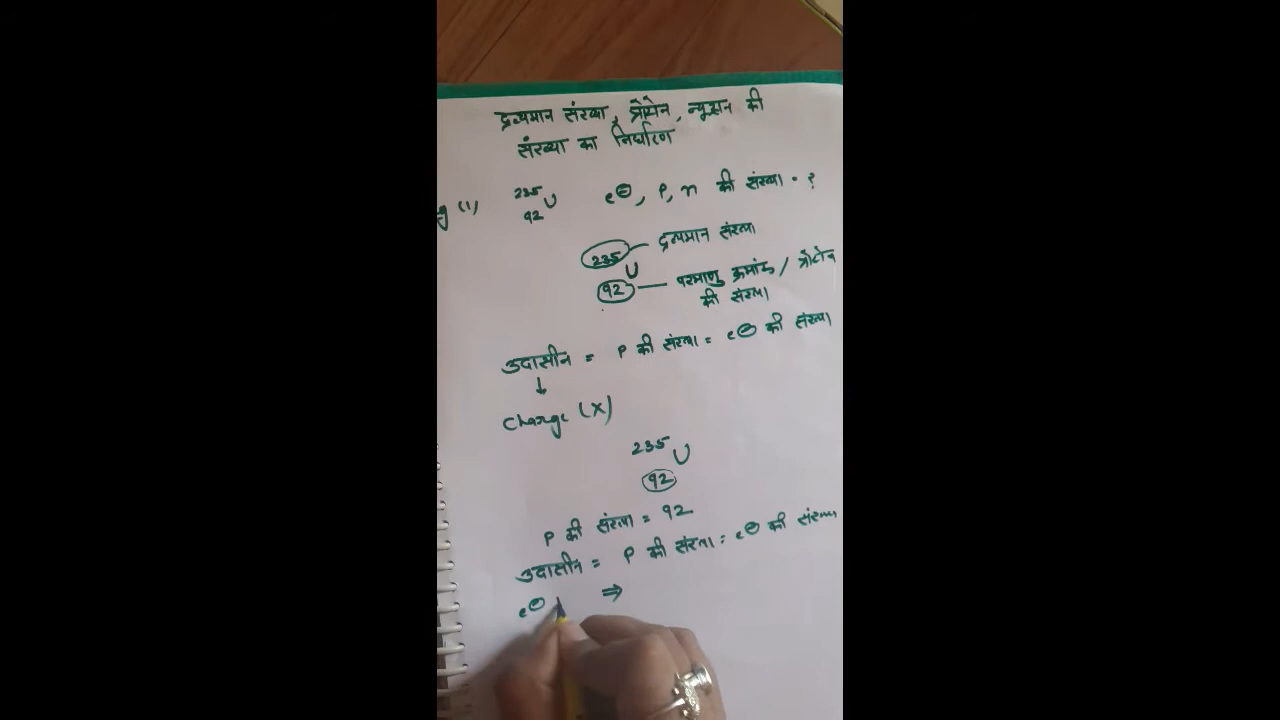 द्रव्यमान संख्या, प्रोटोन, न्यूट्रान की
संख्या का निर्धारण
(1) 235 92 U e⊖, P, n की संख्या = ?
235 — द्रव्यमान संख्या
U
92 — परमाणु क्रमांक / प्रोटोन
की संख्या
उदासीन = P की संख्या = e⊖ की संख्या
↓
Charge (X)
235 U
92
P की संख्या = 92
उदासीन = P की संख्या = e⊖ की संख्या
e⊖ ⇒